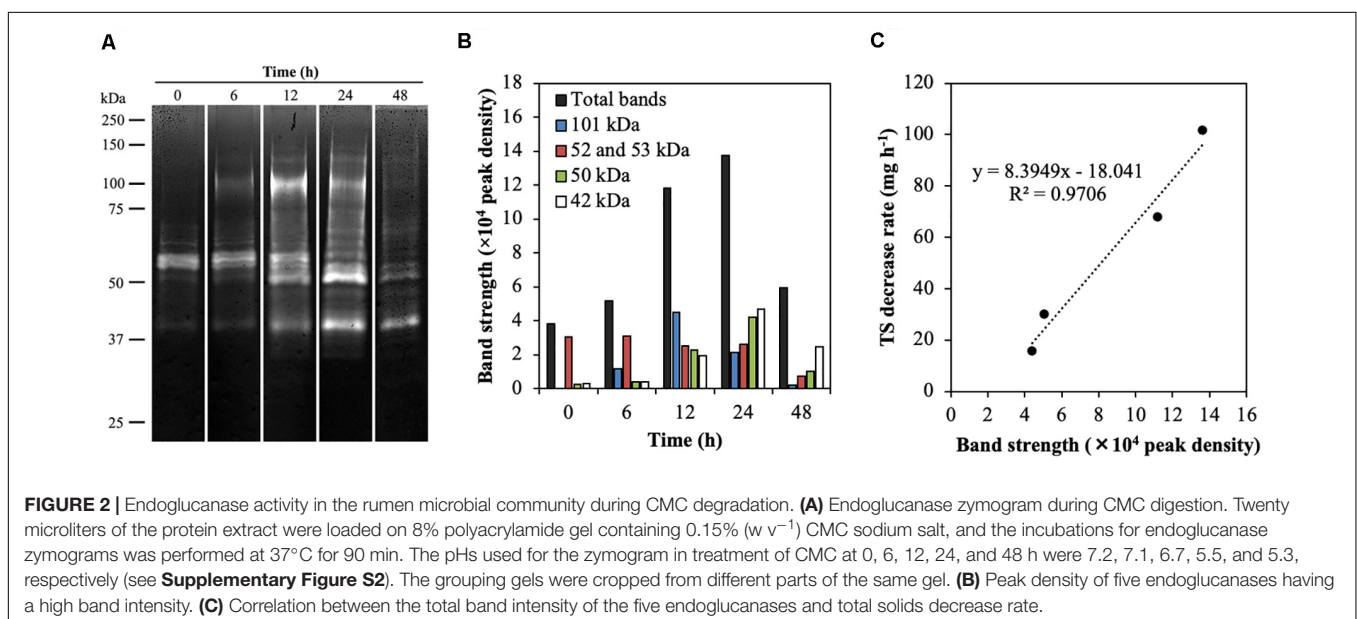 A
Time (h)
kDa
0 6 12 24 48
250
150
100
75
50
37
25
B
Band strength (×10⁴ peak density)
18
16
14
12
10
8
6
4
2
0
Total bands
101 kDa
52 and 53 kDa
50 kDa
42 kDa
0 6 12 24 48
Time (h)
C
TS decrease rate (mg h⁻¹)
120
100
80
60
40
20
0
y = 8.3949x - 18.041
R² = 0.9706
0 2 4 6 8 10 12 14 16
Band strength (×10⁴ peak density)
FIGURE 2 | Endoglucanase activity in the rumen microbial community during CMC degradation. (A) Endoglucanase zymogram during CMC digestion. Twenty
microliters of the protein extract were loaded on 8% polyacrylamide gel containing 0.15% (w v⁻¹) CMC sodium salt, and the incubations for endoglucanase
zymograms was performed at 37°C for 90 min. The pHs used for the zymogram in treatment of CMC at 0, 6, 12, 24, and 48 h were 7.2, 7.1, 6.7, 5.5, and 5.3,
respectively (see Supplementary Figure S2). The grouping gels were cropped from different parts of the same gel. (B) Peak density of five endoglucanases having
a high band intensity. (C) Correlation between the total band intensity of the five endoglucanases and total solids decrease rate.